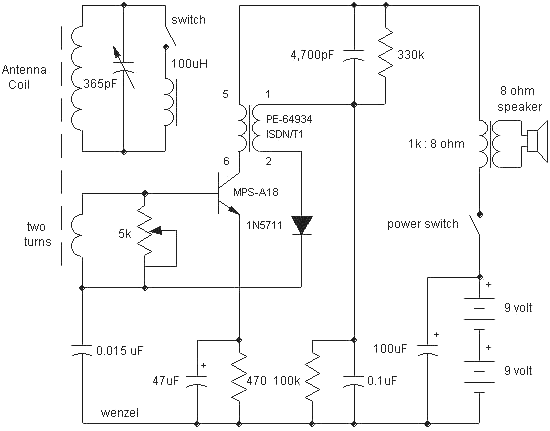 switch
100uH
Antenna
Coil
365pF
4,700pF
330k
8 ohm
speaker
5
1
PE-64934
ISDN/T1
1k : 8 ohm
6
2
MPS-A18
1N5711
power switch
two
turns
5k
+
9 volt
0.015 uF
+
47uF
470
100k
0.1uF
+
100uF
+
9 volt
wenzel